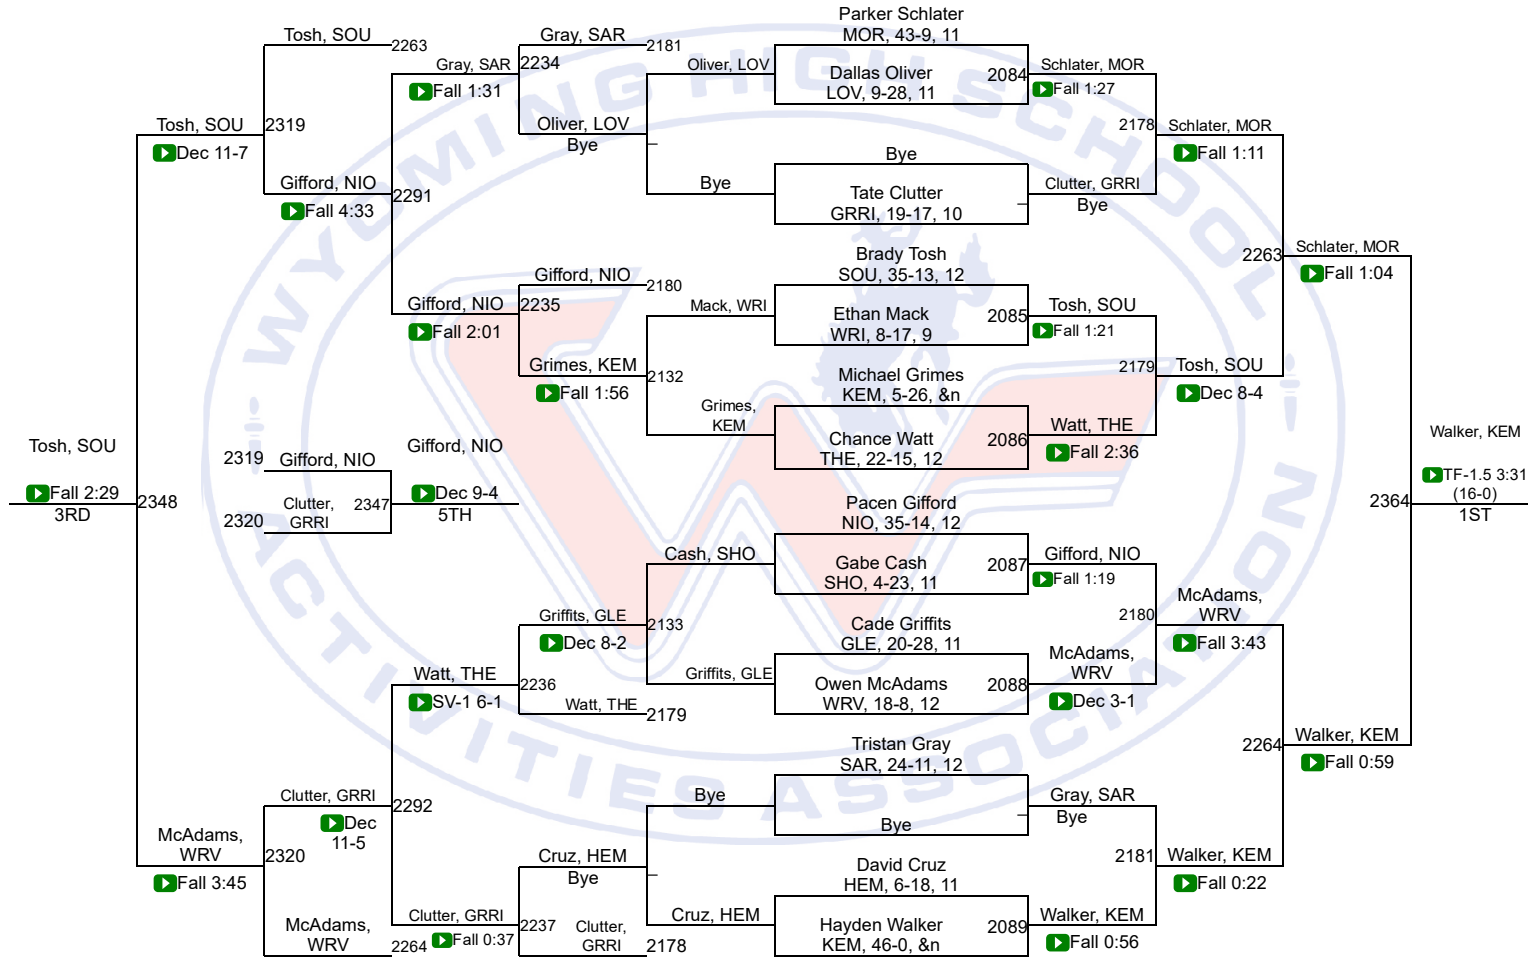 Parker Schlater
MOR, 43-9, 11
Dallas Oliver
LOV, 9-28, 11
2084
Bye
Tate Clutter
GRRI, 19-17, 10
Brady Tosh
SOU, 35-13, 12
Ethan Mack
WRI, 8-17, 9
2085
Michael Grimes
KEM, 5-26, &n
Chance Watt
THE, 22-15, 12
2086
Pacen Gifford
NIO, 35-14, 12
Gabe Cash
SHO, 4-23, 11
2087
Cade Griffits
GLE, 20-28, 11
Owen McAdams
WRV, 18-8, 12
2088
Tristan Gray
SAR, 24-11, 12
Bye
David Cruz
HEM, 6-18, 11
Hayden Walker
KEM, 46-0, &n
2089
Schlater, MOR
Fall 1:27
2178
Clutter, GRRI
Bye
Tosh, SOU
Fall 1:21
2179
Watt, THE
Fall 2:36
Gifford, NIO
Fall 1:19
2180
McAdams,
WRV
Dec 3-1
Gray, SAR
Bye
2181
Walker, KEM
Fall 0:56
Schlater, MOR
Fall 1:11
2263
Tosh, SOU
Dec 8-4
McAdams,
WRV
Fall 3:43
2264
Walker, KEM
Fall 0:22
Schlater, MOR
Fall 1:04
2364
Walker, KEM
Fall 0:59
Walker, KEM
TF-1.5 3:31
(16-0)
1ST
Oliver, LOV
Bye
Mack, WRI
2132
Grimes,
KEM
Cash, SHO
2133
Griffits, GLE
Bye
Cruz, HEM
Gray, SAR
2181
2234
Oliver, LOV
Bye
Gifford, NIO
2180
2235
Grimes, KEM
Fall 1:56
Griffits, GLE
Dec 8-2
2236
Watt, THE
2179
Cruz, HEM
Bye
2237
Clutter,
GRRI
2178
Gray, SAR
Fall 1:31
2291
Gifford, NIO
Fall 2:01
Watt, THE
SV-1 6-1
2292
Clutter, GRRI
Fall 0:37
Tosh, SOU
2263
2319
Gifford, NIO
Fall 4:33
Clutter, GRRI
Dec
11-5
2320
McAdams,
WRV
2264
Tosh, SOU
Dec 11-7
2348
McAdams,
WRV
Fall 3:45
Tosh, SOU
Fall 2:29
3RD
2319
Gifford, NIO
Clutter,
GRRI
2320
2347
Gifford, NIO
Dec 9-4
5TH
WYOMING HIGH SCHOOL
ACTIVITIES ASSOCIATION